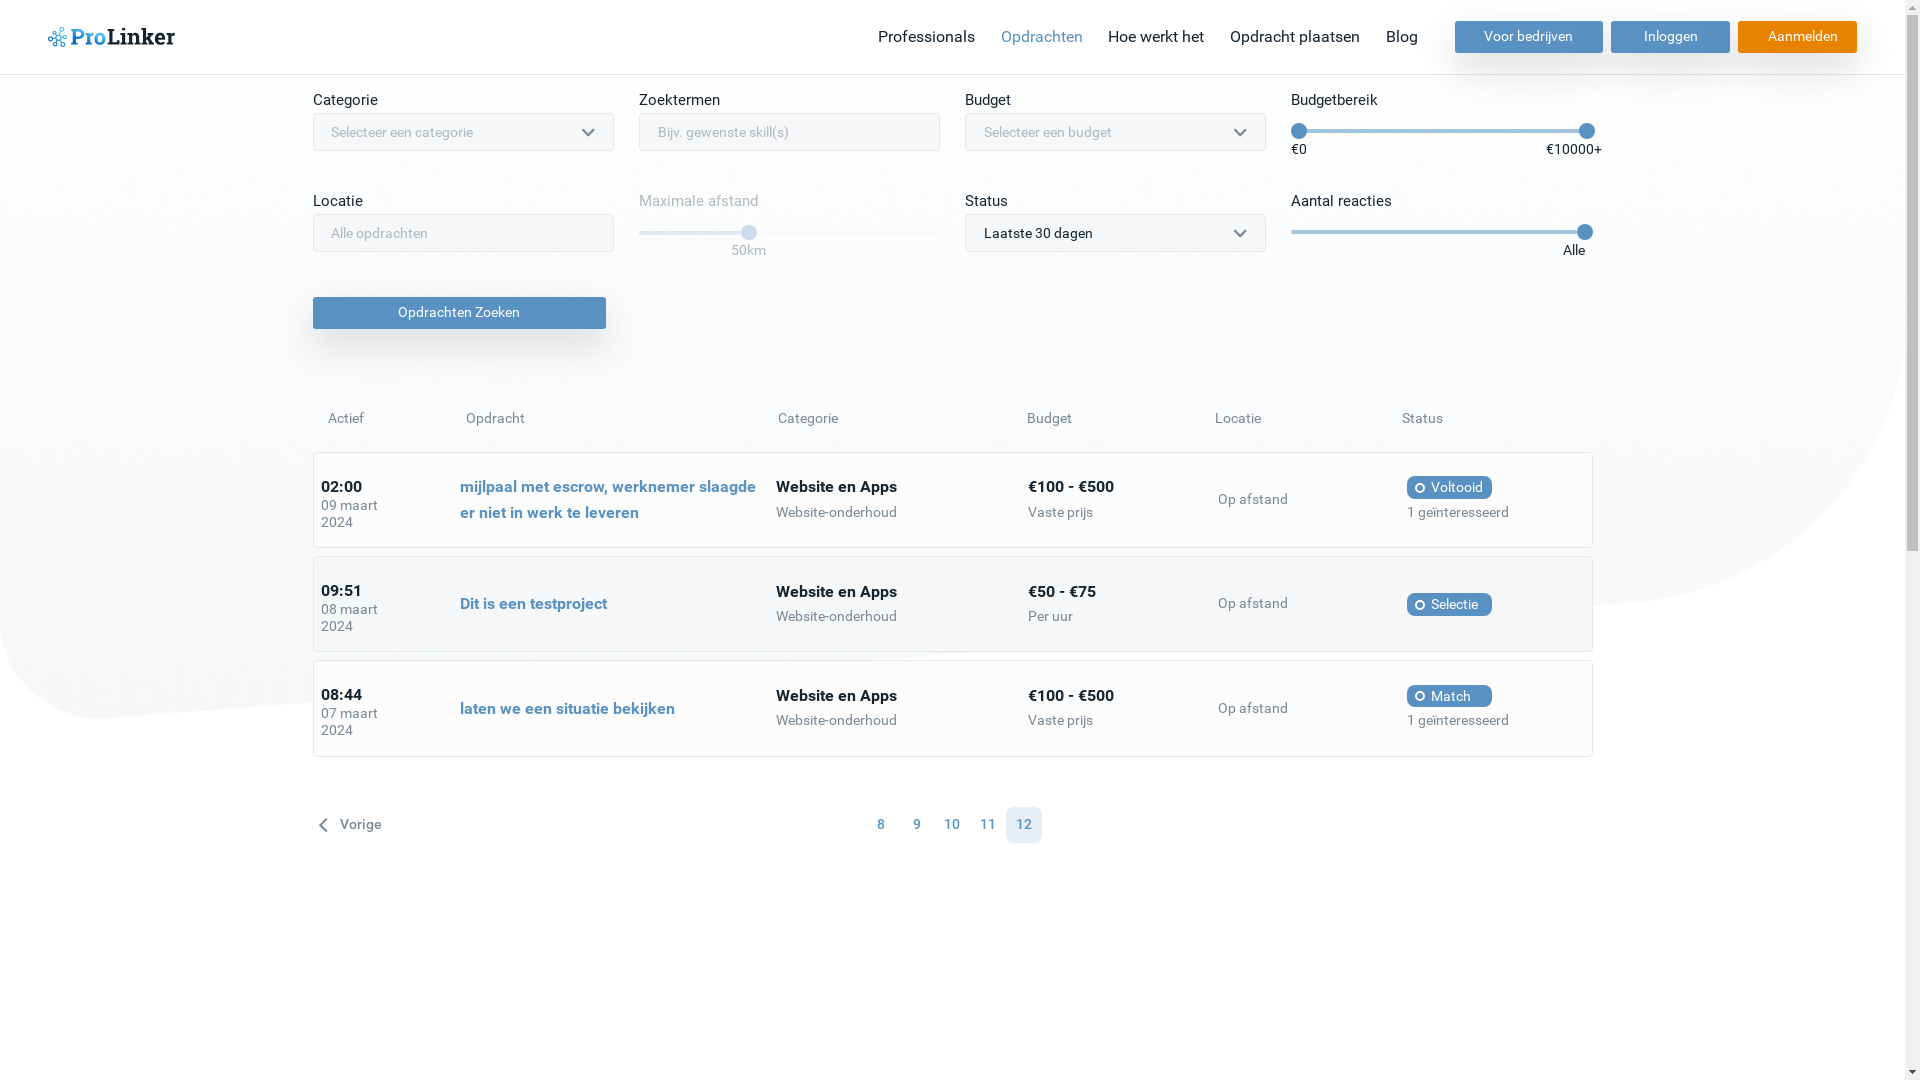 ProLinker
Professionals
Opdrachten
Hoe werkt het
Opdracht plaatsen
Blog
Voor bedrijven
Inloggen
Aanmelden
Categorie
Zoektermen
Budget
Budgetbereik
Selecteer een categorie
Bijv. gewenste skill(s)
Selecteer een budget
€0
€10000+
Locatie
Maximale afstand
Status
Aantal reacties
Alle opdrachten
50km
Laatste 30 dagen
Alle
Opdrachten Zoeken
Actief
Opdracht
Categorie
Budget
Locatie
Status
02:00
09 maart
2024
mijlpaal met escrow, werknemer slaagde
er niet in werk te leveren
Website en Apps
Website-onderhoud
€100 - €500
Vaste prijs
Op afstand
Voltooid
1 geïnteresseerd
09:51
08 maart
2024
Dit is een testproject
Website en Apps
Website-onderhoud
€50 - €75
Per uur
Op afstand
Selectie
08:44
07 maart
2024
laten we een situatie bekijken
Website en Apps
Website-onderhoud
€100 - €500
Vaste prijs
Op afstand
Match
1 geïnteresseerd
Vorige
8
9
10
11
12